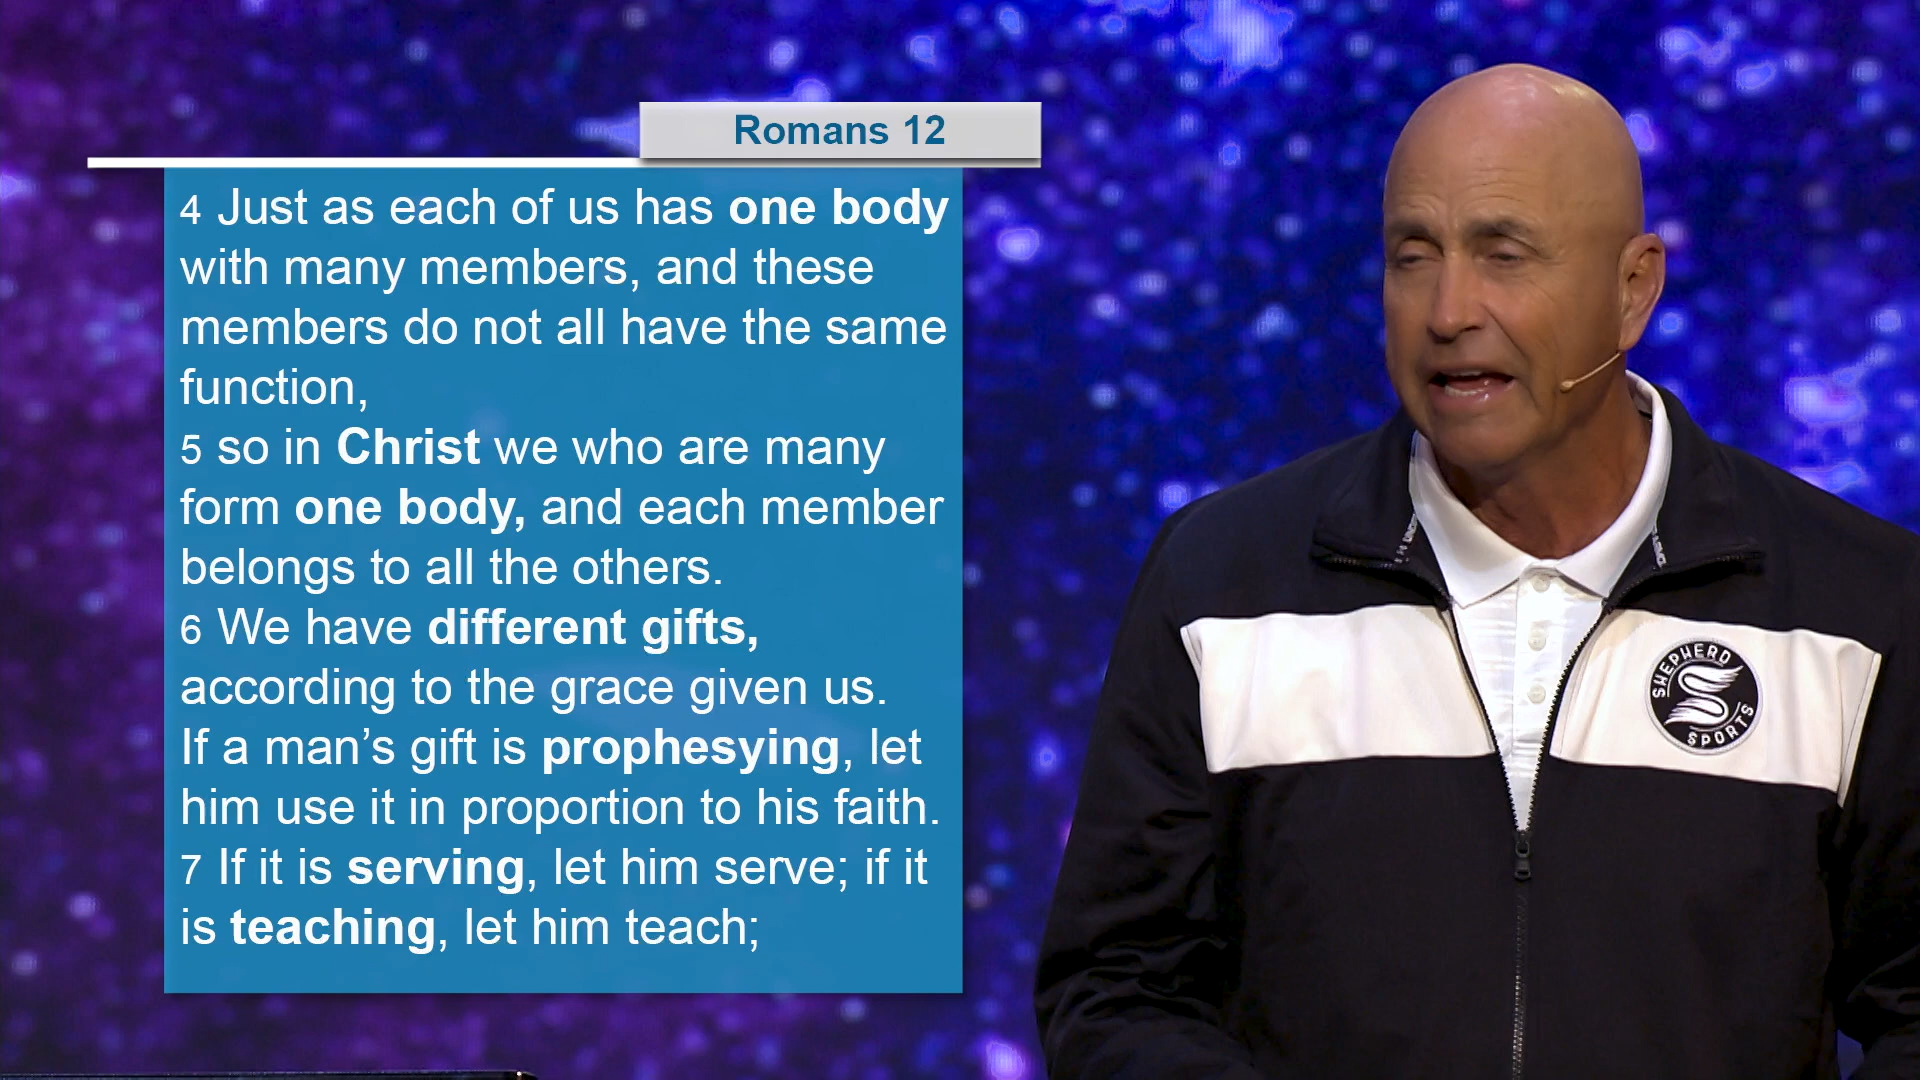 Romans 12
4 Just as each of us has one body
with many members, and these
members do not all have the same
function,
5 so in Christ we who are many
form one body, and each member
belongs to all the others.
6 We have different gifts,
according to the grace given us.
If a man’s gift is prophesying, let
him use it in proportion to his faith.
7 If it is serving, let him serve; if it
is teaching, let him teach;
SHEPHERD
SPORTS